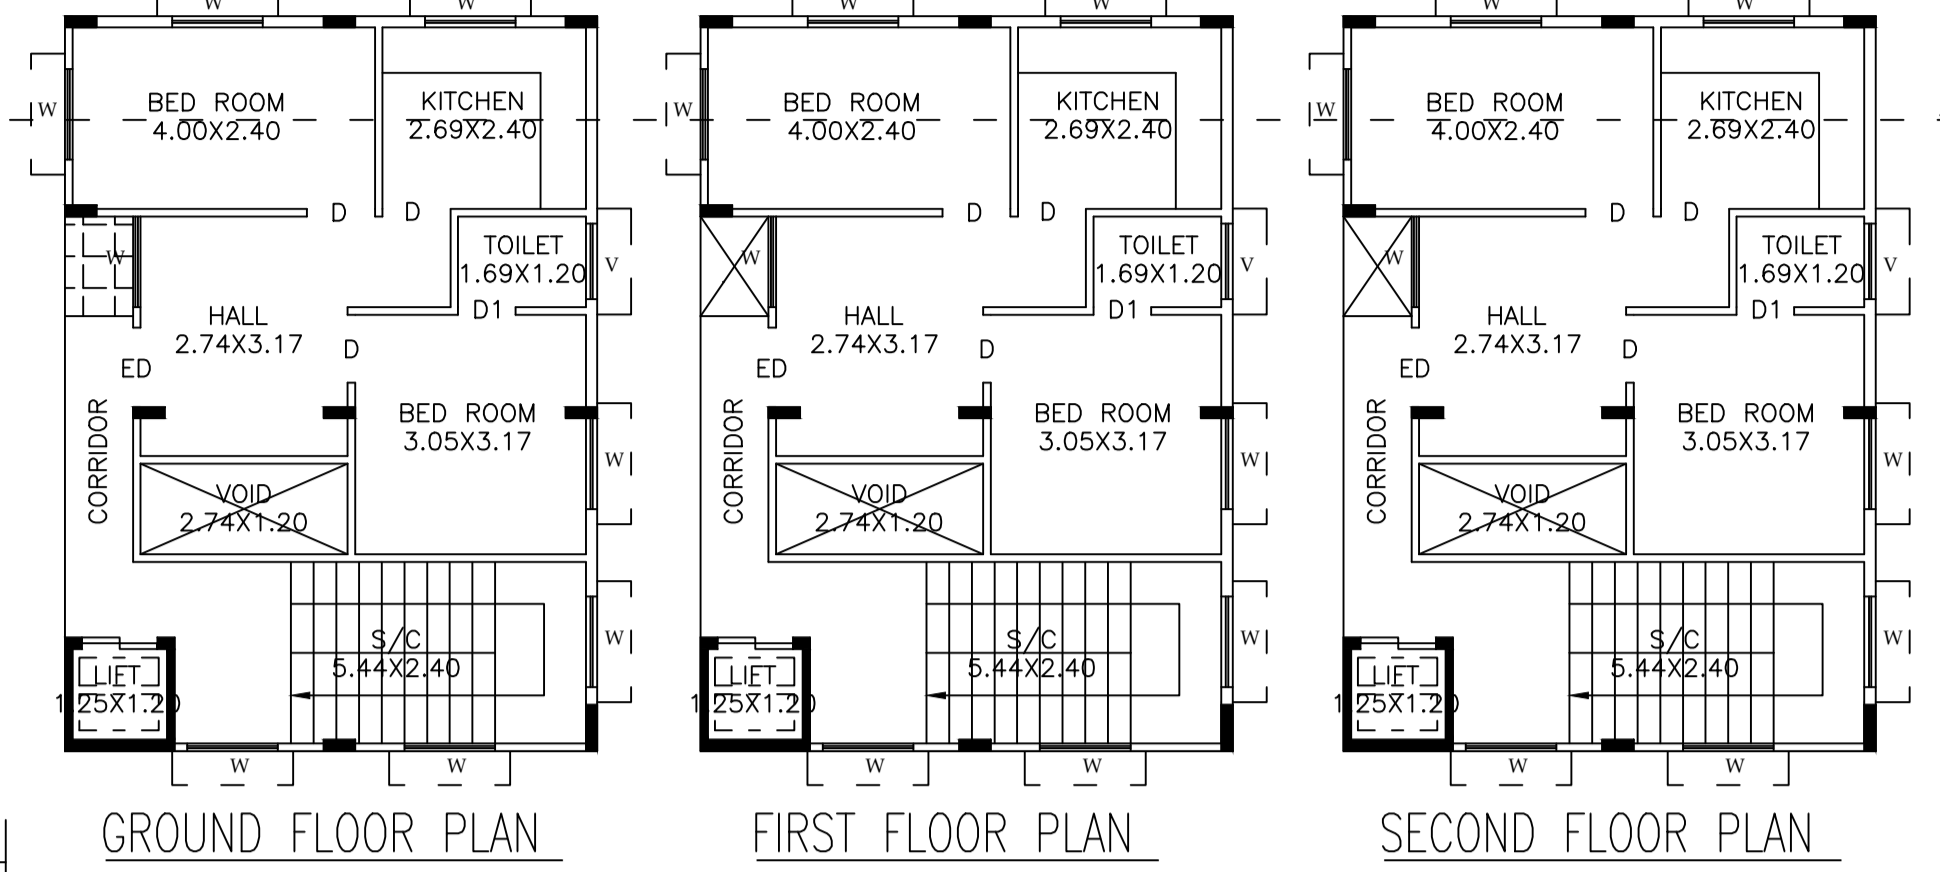 W
W
W
BED ROOM
4.00X2.40
KITCHEN
2.69X2.40
D
D
W
TOILET
1.69X1.20
V
D1
HALL
2.74X3.17
D
ED
CORRIDOR
BED ROOM
3.05X3.17
W
VOID
2.74X1.20
S/C
5.44X2.40
W
LIFT
1.25X1.20
W
W
GROUND FLOOR PLAN
W
W
W
BED ROOM
4.00X2.40
KITCHEN
2.69X2.40
D
D
W
TOILET
1.69X1.20
V
D1
HALL
2.74X3.17
D
ED
CORRIDOR
BED ROOM
3.05X3.17
W
VOID
2.74X1.20
S/C
5.44X2.40
W
LIFT
1.25X1.20
W
W
FIRST FLOOR PLAN
W
W
W
BED ROOM
4.00X2.40
KITCHEN
2.69X2.40
D
D
W
TOILET
1.69X1.20
V
D1
HALL
2.74X3.17
D
ED
CORRIDOR
BED ROOM
3.05X3.17
W
VOID
2.74X1.20
S/C
5.44X2.40
W
LIFT
1.25X1.20
W
W
SECOND FLOOR PLAN